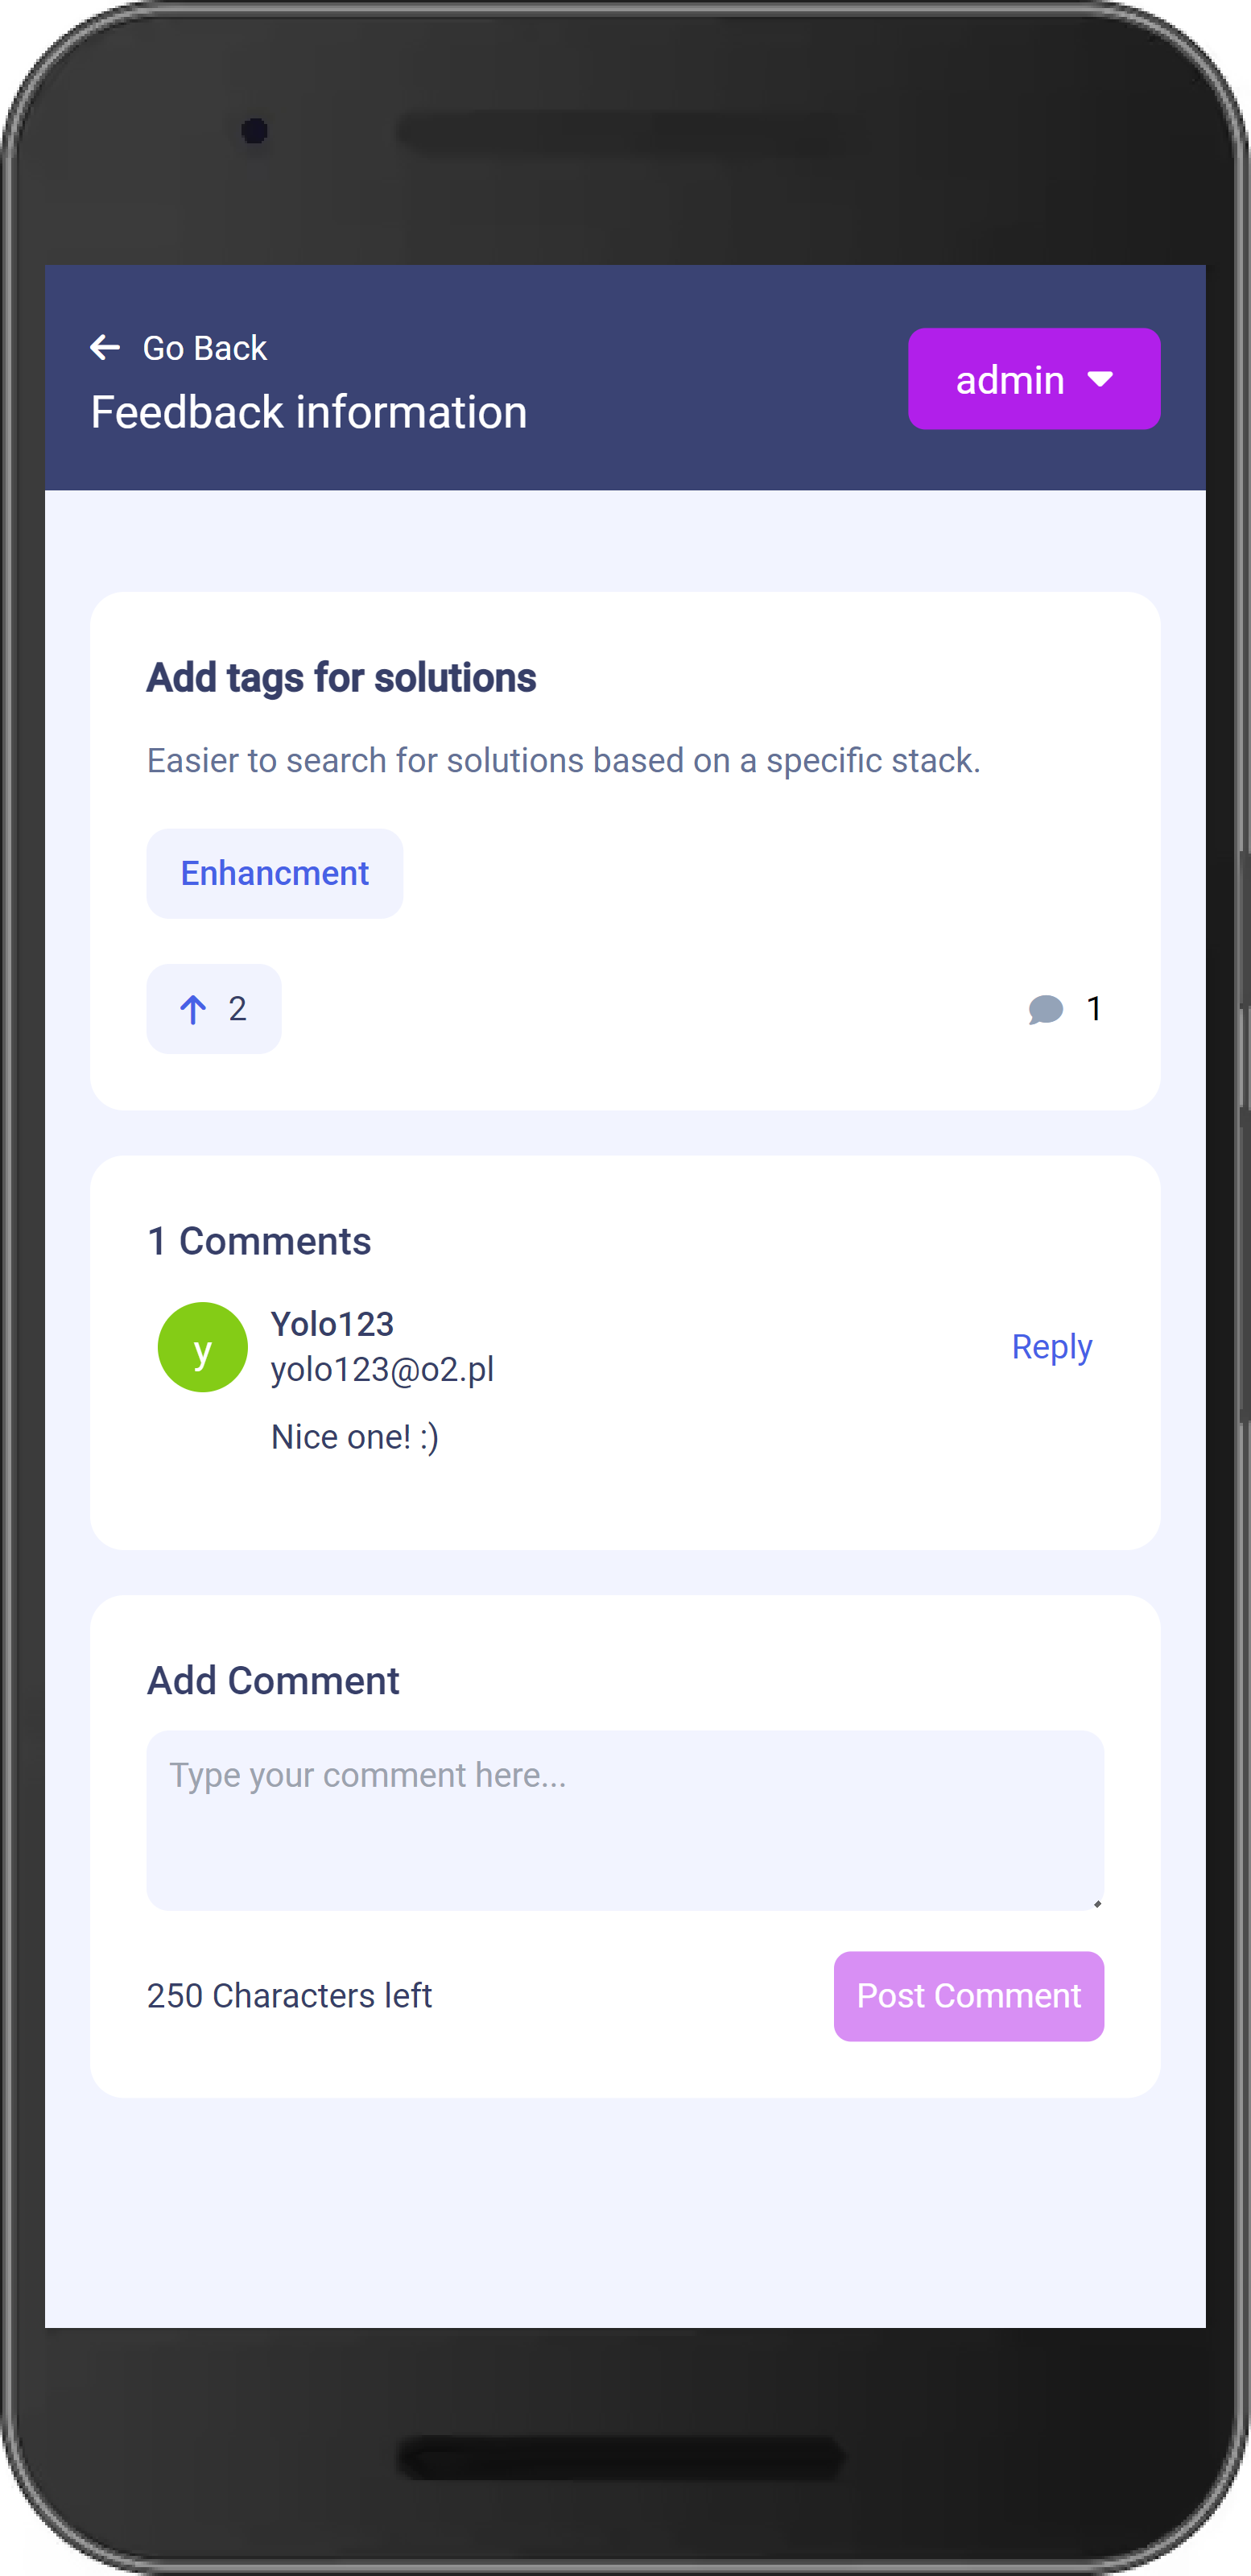 Go Back
Feedback information
admin
Add tags for solutions
Easier to search for solutions based on a specific stack.
Enhancment
2
1
1 Comments
y
Yolo123
yolo123@o2.pl
Reply
Nice one! :)
Add Comment
Type your comment here...
250 Characters left
Post Comment